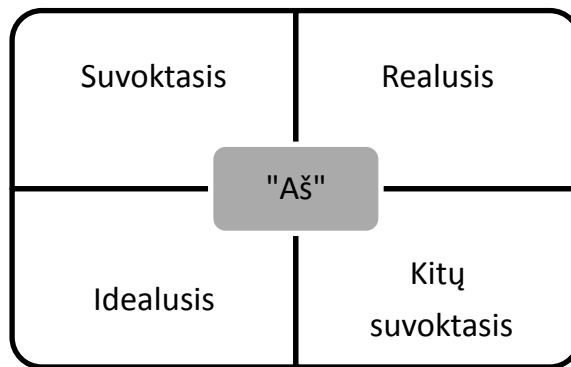 Suvoktasis
Realusis
"Aš"
Idealusis
Kitų
suvoktasis